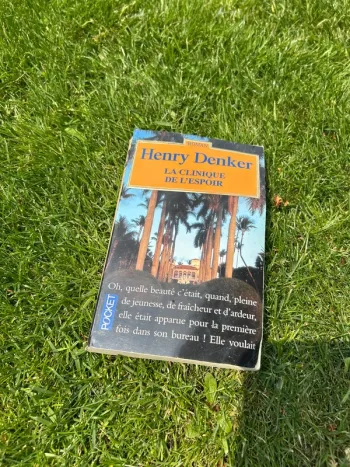 Henry Denker
LA CLINIQUE
DE L'ESPOIR
Oh, quelle beauté c'était, quand, pleine
de jeunesse, de fraîcheur et d'ardeur,
elle était apparue pour la première
fois dans son bureau ! Elle voulait
POCKET